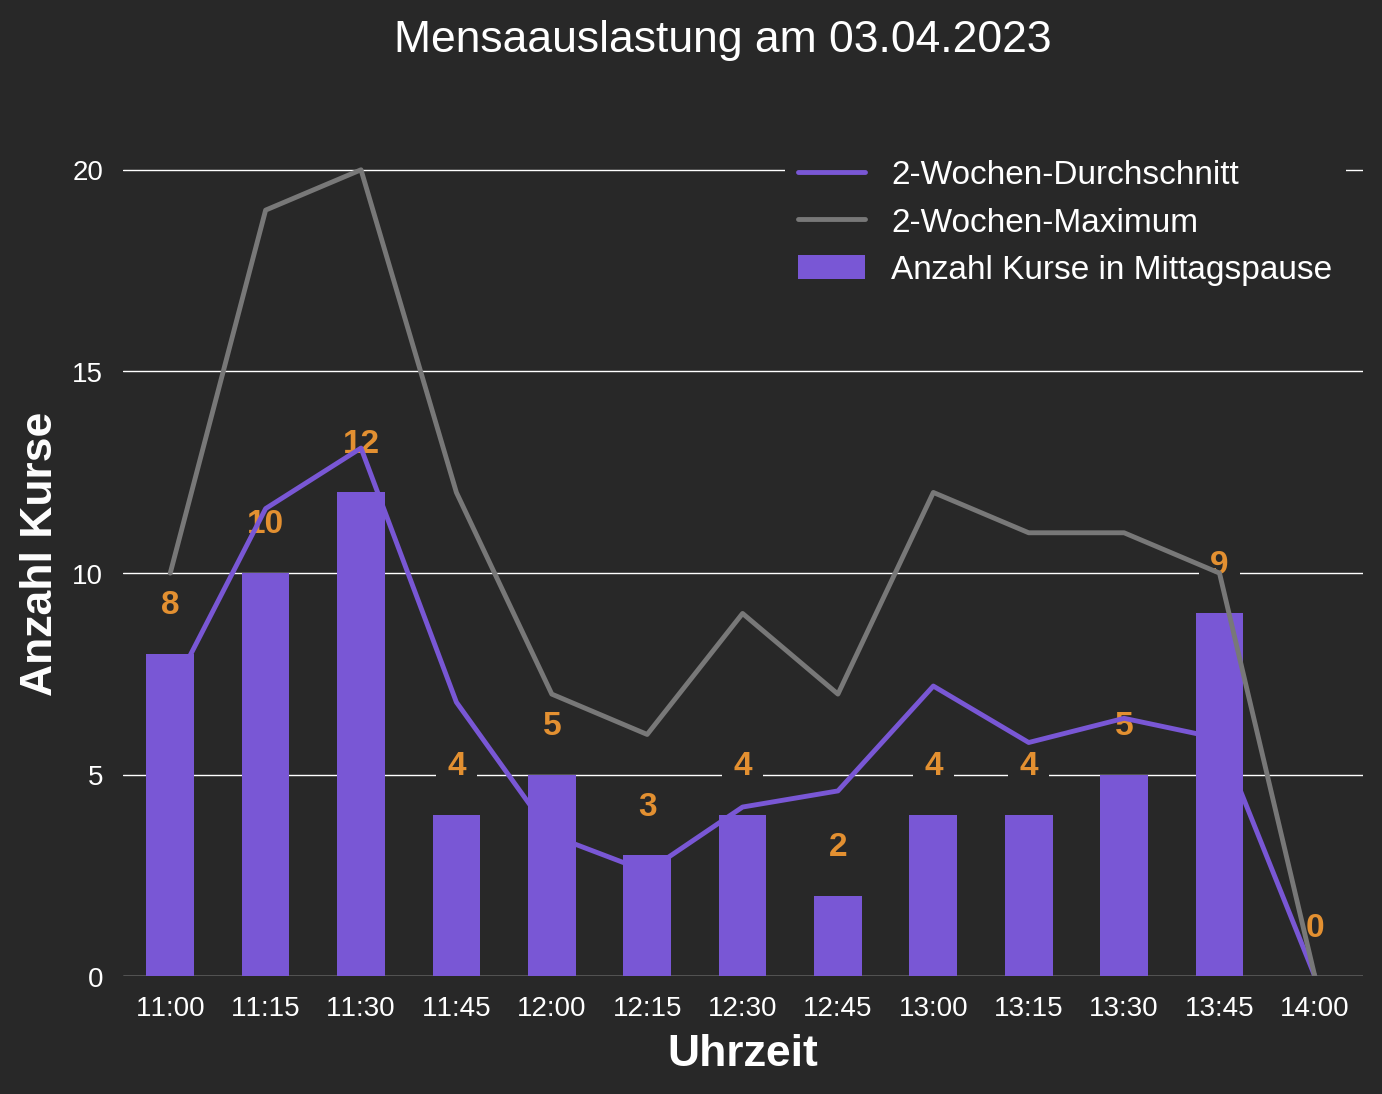 Mensaauslastung am 03.04.2023
2-Wochen-Durchschnitt
2-Wochen-Maximum
Anzahl Kurse in Mittagspause
Anzahl Kurse
20
15
10
5
0
8
10
12
4
5
3
4
2
4
4
5
9
0
11:00 11:15 11:30 11:45 12:00 12:15 12:30 12:45 13:00 13:15 13:30 13:45 14:00
Uhrzeit